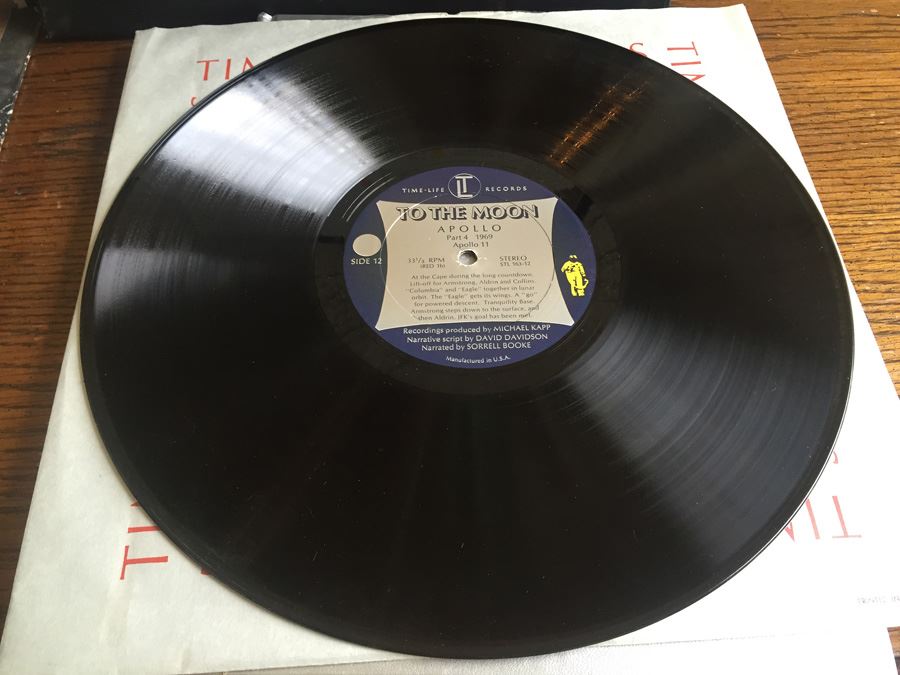 TIME-LIFE LT RECORDS
TO THE MOON
APOLLO
Part 4 1969
Apollo 11
SIDE 12
33⅓ RPM
(RED 1b)
STEREO
STL 163-12
At the Cape during the long countdown.
Lift-off for Armstrong, Aldrin and Collins.
"Columbia" and "Eagle" together in lunar
orbit. The "Eagle" gets its wings. A "go"
for powered descent. Tranquility Base.
Armstrong steps down to the surface, and
then Aldrin. JFK's goal has been met.
Recordings produced by MICHAEL KAPP
Narrative script by DAVID DAVIDSON
Narrated by SORRELL BOOKE
Manufactured in U.S.A.